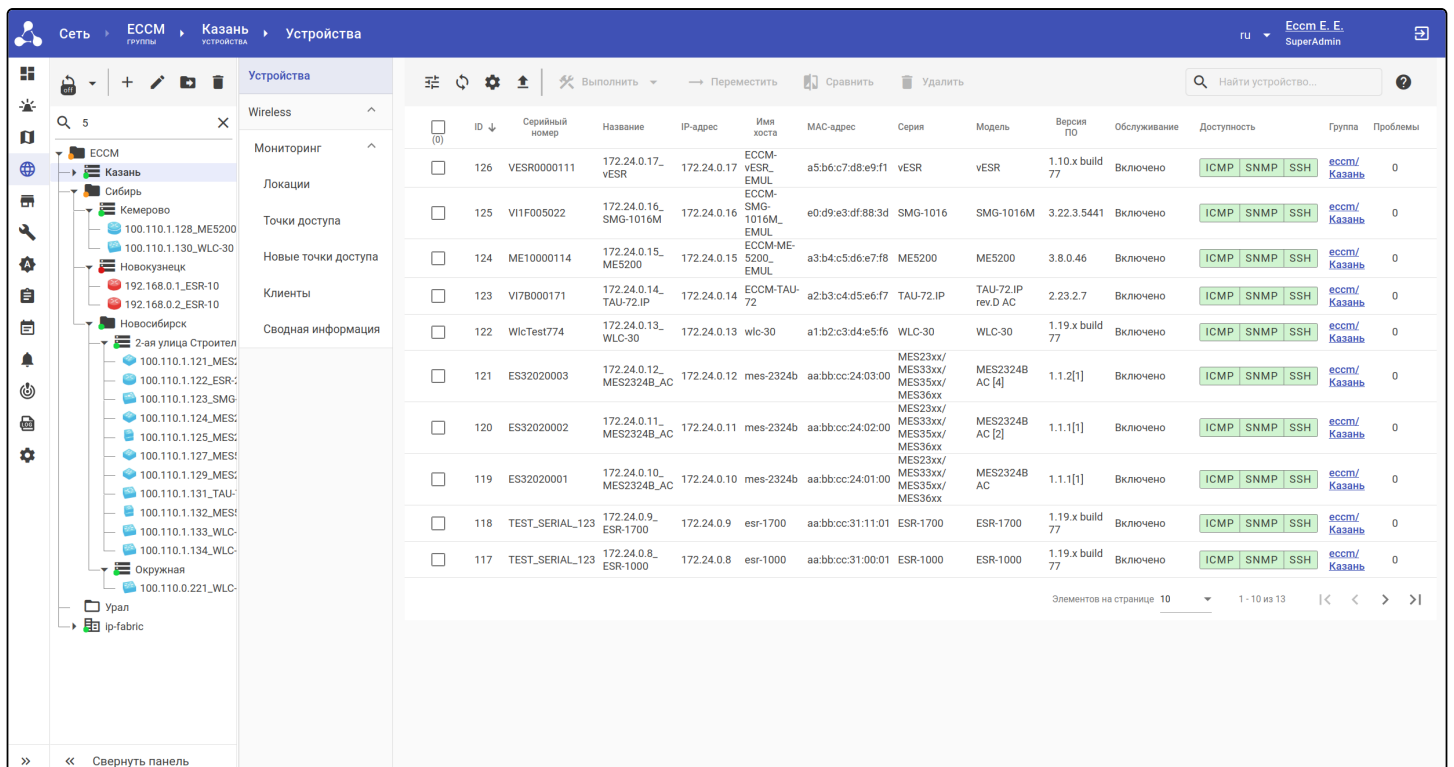 Сеть ЕССМ Казань Устройства
ГРУППЫ УСТРОЙСТВА
ru
Eccm E. E.
SuperAdmin
off
5
ЕССМ
Казань
Сибирь
Кемерово
100.110.1.128_ME5200
100.110.1.130_WLC-30
Новокузнецк
192.168.0.1_ESR-10
192.168.0.2_ESR-10
Новосибирск
2-ая улица Строител
100.110.1.121_MES2
100.110.1.122_ESR-2
100.110.1.123_SMG-
100.110.1.124_MES2
100.110.1.125_MES2
100.110.1.127_MES5
100.110.1.129_MES2
100.110.1.131_TAU-
100.110.1.132_MES5
100.110.1.133_WLC-
100.110.1.134_WLC-
Окружная
100.110.0.221_WLC-
Урал
ip-fabric
Свернуть панель
Устройства
Wireless
Мониторинг
Локации
Точки доступа
Новые точки доступа
Клиенты
Сводная информация
Выполнить Переместить Сравнить Удалить
Найти устройство...
(0)
ID Серийный номер Название IP-адрес Имя хоста MAC-адрес Серия Модель Версия ПО Обслуживание Доступность Группа Проблемы
126 VESR0000111 172.24.0.17_vESR 172.24.0.17 ECCM-vESR_EMUL a5:b6:c7:d8:e9:f1 vESR vESR 1.10.x build 77 Включено ICMP SNMP SSH eccm/Казань 0
125 VI1F005022 172.24.0.16_SMG-1016M 172.24.0.16 ECCM-SMG-1016M_EMUL e0:d9:e3:df:88:3d SMG-1016 SMG-1016M 3.22.3.5441 Включено ICMP SNMP SSH eccm/Казань 0
124 ME10000114 172.24.0.15_ME5200 172.24.0.15 ECCM-ME-5200_EMUL a3:b4:c5:d6:e7:f8 ME5200 ME5200 3.8.0.46 Включено ICMP SNMP SSH eccm/Казань 0
123 VI7B000171 172.24.0.14_TAU-72.IP 172.24.0.14 ECCM-TAU-72 a2:b3:c4:d5:e6:f7 TAU-72.IP TAU-72.IP rev.D AC 2.23.2.7 Включено ICMP SNMP SSH eccm/Казань 0
122 WlcTest774 172.24.0.13_WLC-30 172.24.0.13 wlc-30 a1:b2:c3:d4:e5:f6 WLC-30 WLC-30 1.19.x build 77 Включено ICMP SNMP SSH eccm/Казань 0
121 ES32020003 172.24.0.12_MES2324B_AC 172.24.0.12 mes-2324b aa:bb:cc:24:03:00 MES23xx/MES33xx/MES35xx/MES36xx MES2324B AC [4] 1.1.2[1] Включено ICMP SNMP SSH eccm/Казань 0
120 ES32020002 172.24.0.11_MES2324B_AC 172.24.0.11 mes-2324b aa:bb:cc:24:02:00 MES23xx/MES33xx/MES35xx/MES36xx MES2324B AC [2] 1.1.1[1] Включено ICMP SNMP SSH eccm/Казань 0
119 ES32020001 172.24.0.10_MES2324B_AC 172.24.0.10 mes-2324b aa:bb:cc:24:01:00 MES23xx/MES33xx/MES35xx/MES36xx MES2324B AC 1.1.1[1] Включено ICMP SNMP SSH eccm/Казань 0
118 TEST_SERIAL_123 172.24.0.9_ESR-1700 172.24.0.9 esr-1700 aa:bb:cc:31:11:01 ESR-1700 ESR-1700 1.19.x build 77 Включено ICMP SNMP SSH eccm/Казань 0
117 TEST_SERIAL_123 172.24.0.8_ESR-1000 172.24.0.8 esr-1000 aa:bb:cc:31:00:01 ESR-1000 ESR-1000 1.19.x build 77 Включено ICMP SNMP SSH eccm/Казань 0
Элементов на странице 10 1 - 10 из 13